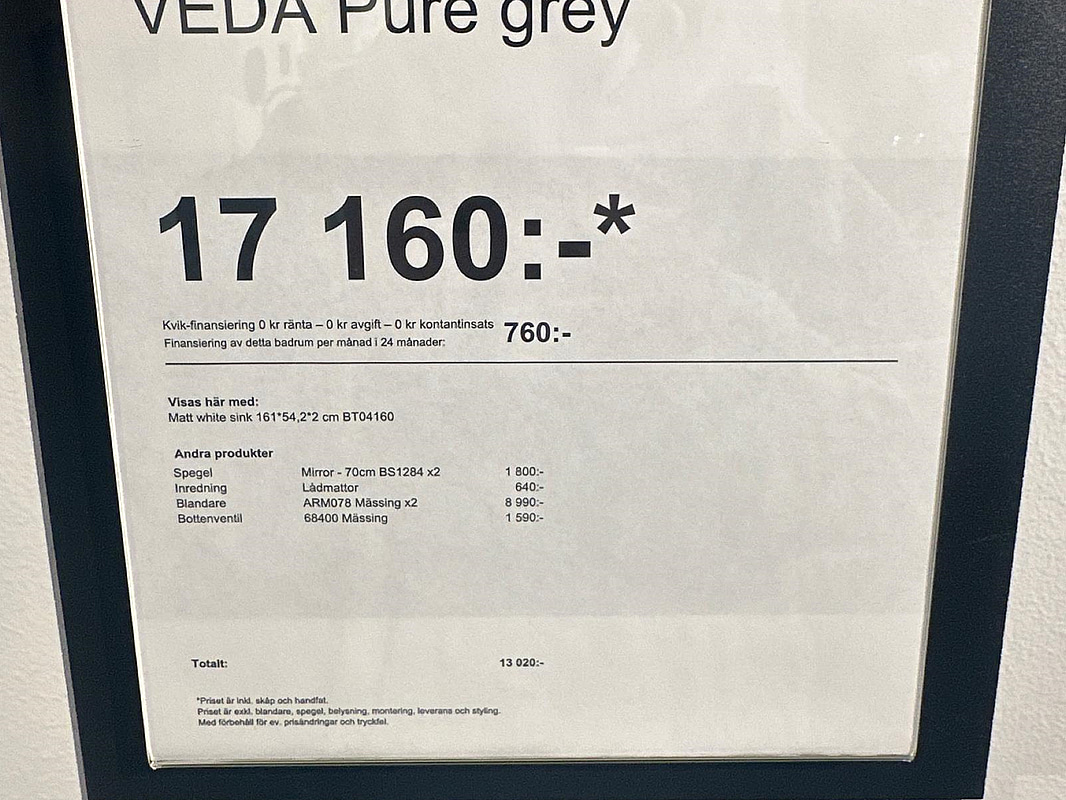 VEDA Pure grey
17 160:-*
Kvik-finansiering 0 kr ränta – 0 kr avgift – 0 kr kontantinsats 760:-
Finansiering av detta badrum per månad i 24 månader:
Visas här med:
Matt white sink 161*54,2*2 cm BT04160
Andra produkter
Spegel Mirror - 70cm BS1284 x2 1 800:-
Inredning Lådmattor 640:-
Blandare ARM078 Mässing x2 8 990:-
Bottenventil 68400 Mässing 1 590:-
Totalt: 13 020:-
*Priset är inkl. skåp och handfat.
Priset är exkl. blandare, spegel, belysning, montering, leverans och styling.
Med förbehåll för ev. prisändringar och tryckfel.